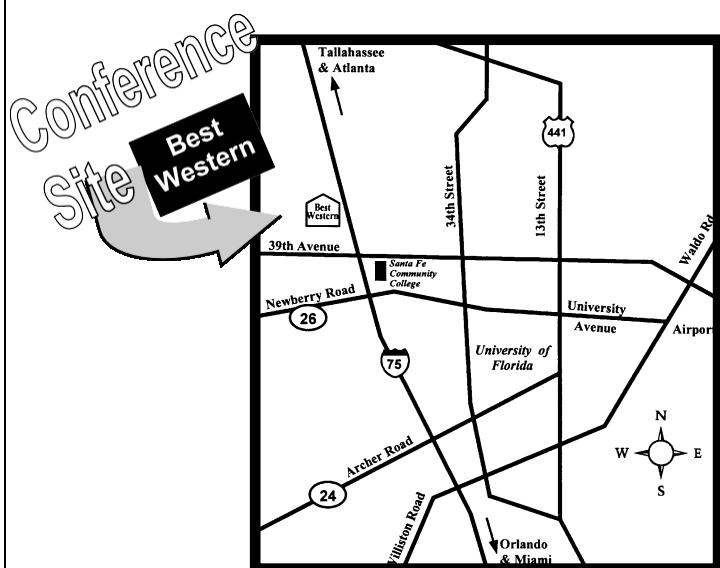 Conference
Site
Best
Western
Tallahassee
& Atlanta
441
34th Street
13th Street
Best
Western
Waldo Rd
39th Avenue
Santa Fe
Community
College
Newberry Road
26
University
Avenue
Airport
75
University of
Florida
N
W
E
S
Archer Road
24
Williston Road
Orlando
& Miami